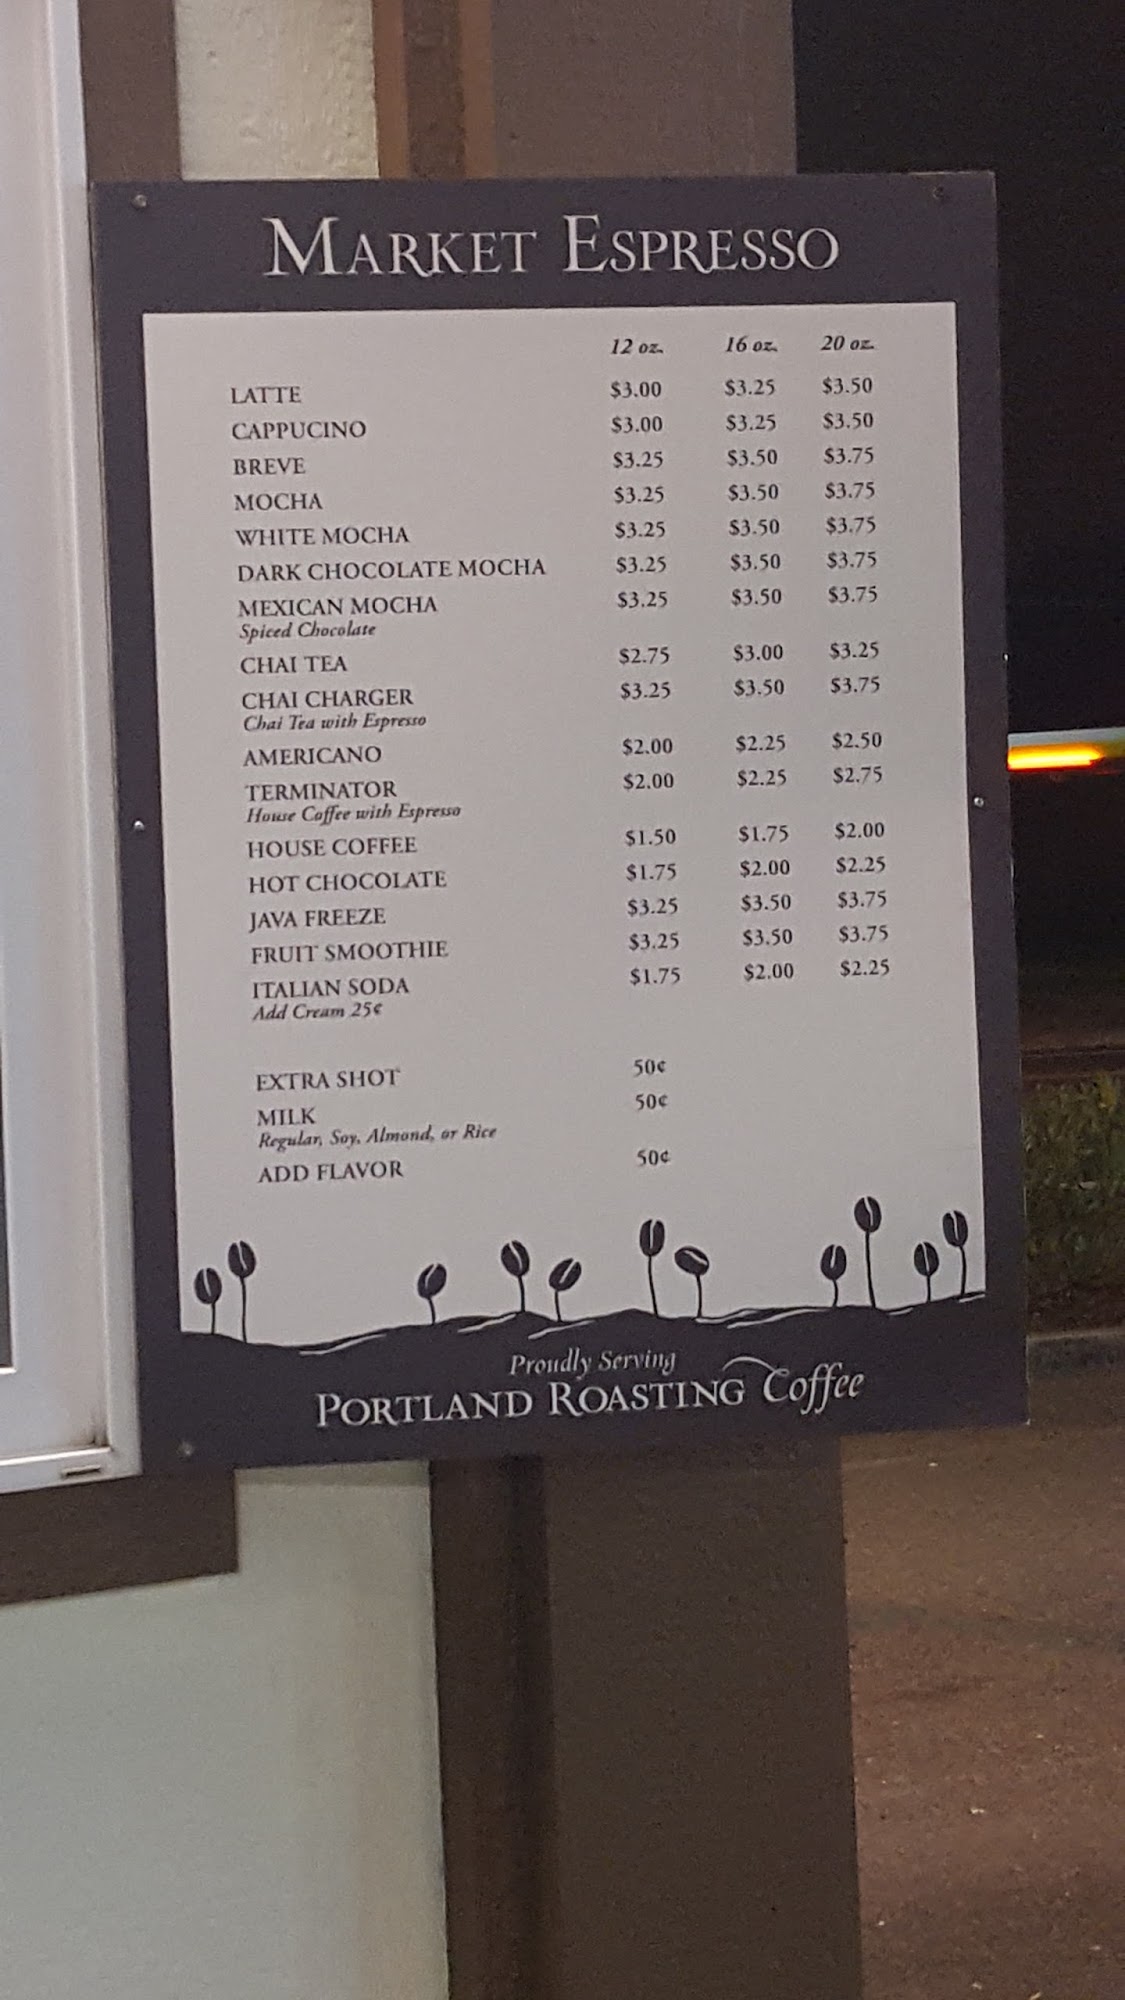 MARKET ESPRESSO
12 oz. 16 oz. 20 oz.
LATTE $3.00 $3.25 $3.50
CAPPUCINO $3.00 $3.25 $3.50
BREVE $3.25 $3.50 $3.75
MOCHA $3.25 $3.50 $3.75
WHITE MOCHA $3.25 $3.50 $3.75
DARK CHOCOLATE MOCHA $3.25 $3.50 $3.75
MEXICAN MOCHA $3.25 $3.50 $3.75
Spiced Chocolate
CHAI TEA $2.75 $3.00 $3.25
CHAI CHARGER $3.25 $3.50 $3.75
Chai Tea with Espresso
AMERICANO $2.00 $2.25 $2.50
TERMINATOR $2.00 $2.25 $2.75
House Coffee with Espresso
HOUSE COFFEE $1.50 $1.75 $2.00
HOT CHOCOLATE $1.75 $2.00 $2.25
JAVA FREEZE $3.25 $3.50 $3.75
FRUIT SMOOTHIE $3.25 $3.50 $3.75
ITALIAN SODA $1.75 $2.00 $2.25
Add Cream 25¢
EXTRA SHOT 50¢
MILK 50¢
Regular, Soy, Almond, or Rice
ADD FLAVOR 50¢
Proudly Serving
PORTLAND ROASTING Coffee